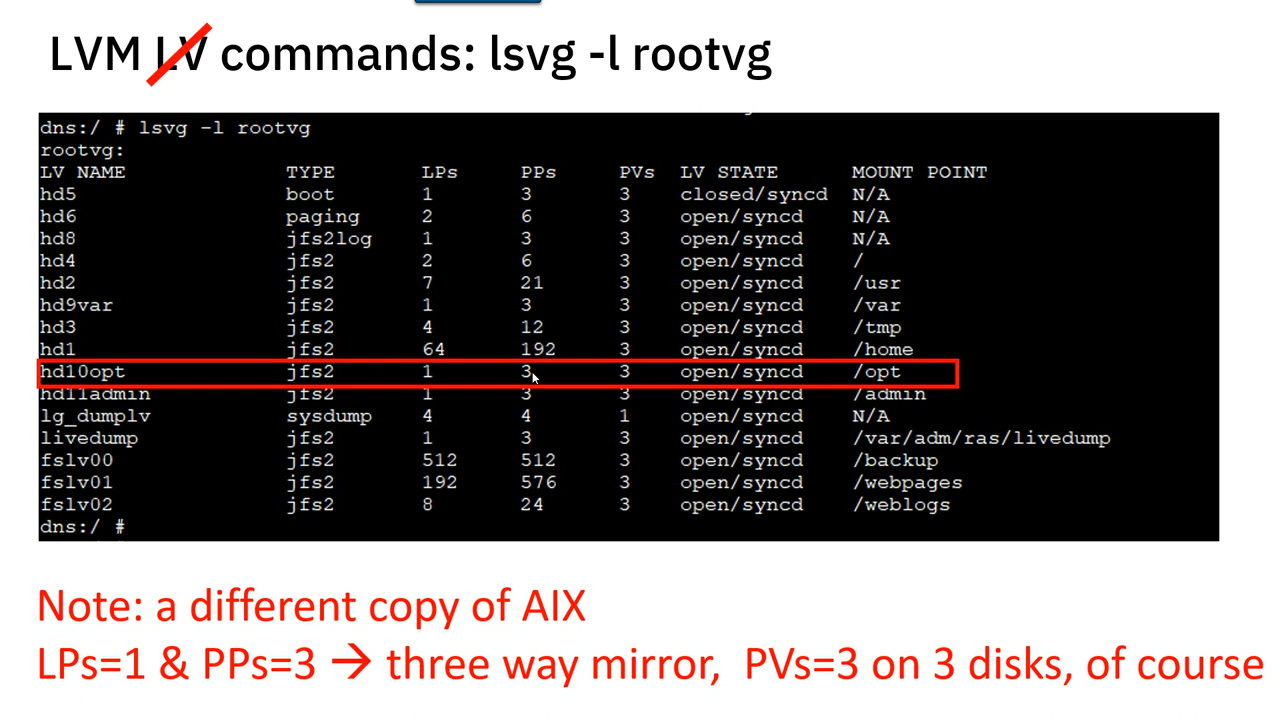 LVM LV commands: lsvg -l rootvg
dns:/ # lsvg -l rootvg
rootvg:
LV NAME TYPE LPs PPs PVs LV STATE MOUNT POINT
hd5 boot 1 3 3 closed/syncd N/A
hd6 paging 2 6 3 open/syncd N/A
hd8 jfs2log 1 3 3 open/syncd N/A
hd4 jfs2 2 6 3 open/syncd /
hd2 jfs2 7 21 3 open/syncd /usr
hd9var jfs2 1 3 3 open/syncd /var
hd3 jfs2 4 12 3 open/syncd /tmp
hd1 jfs2 64 192 3 open/syncd /home
hd10opt jfs2 1 3 3 open/syncd /opt
hd11admin jfs2 1 3 3 open/syncd /admin
lg_dumplv sysdump 4 4 1 open/syncd N/A
livedump jfs2 1 3 3 open/syncd /var/adm/ras/livedump
fslv00 jfs2 512 512 3 open/syncd /backup
fslv01 jfs2 192 576 3 open/syncd /webpages
fslv02 jfs2 8 24 3 open/syncd /weblogs
dns:/ #
Note: a different copy of AIX
LPs=1 & PPs=3 → three way mirror, PVs=3 on 3 disks, of course